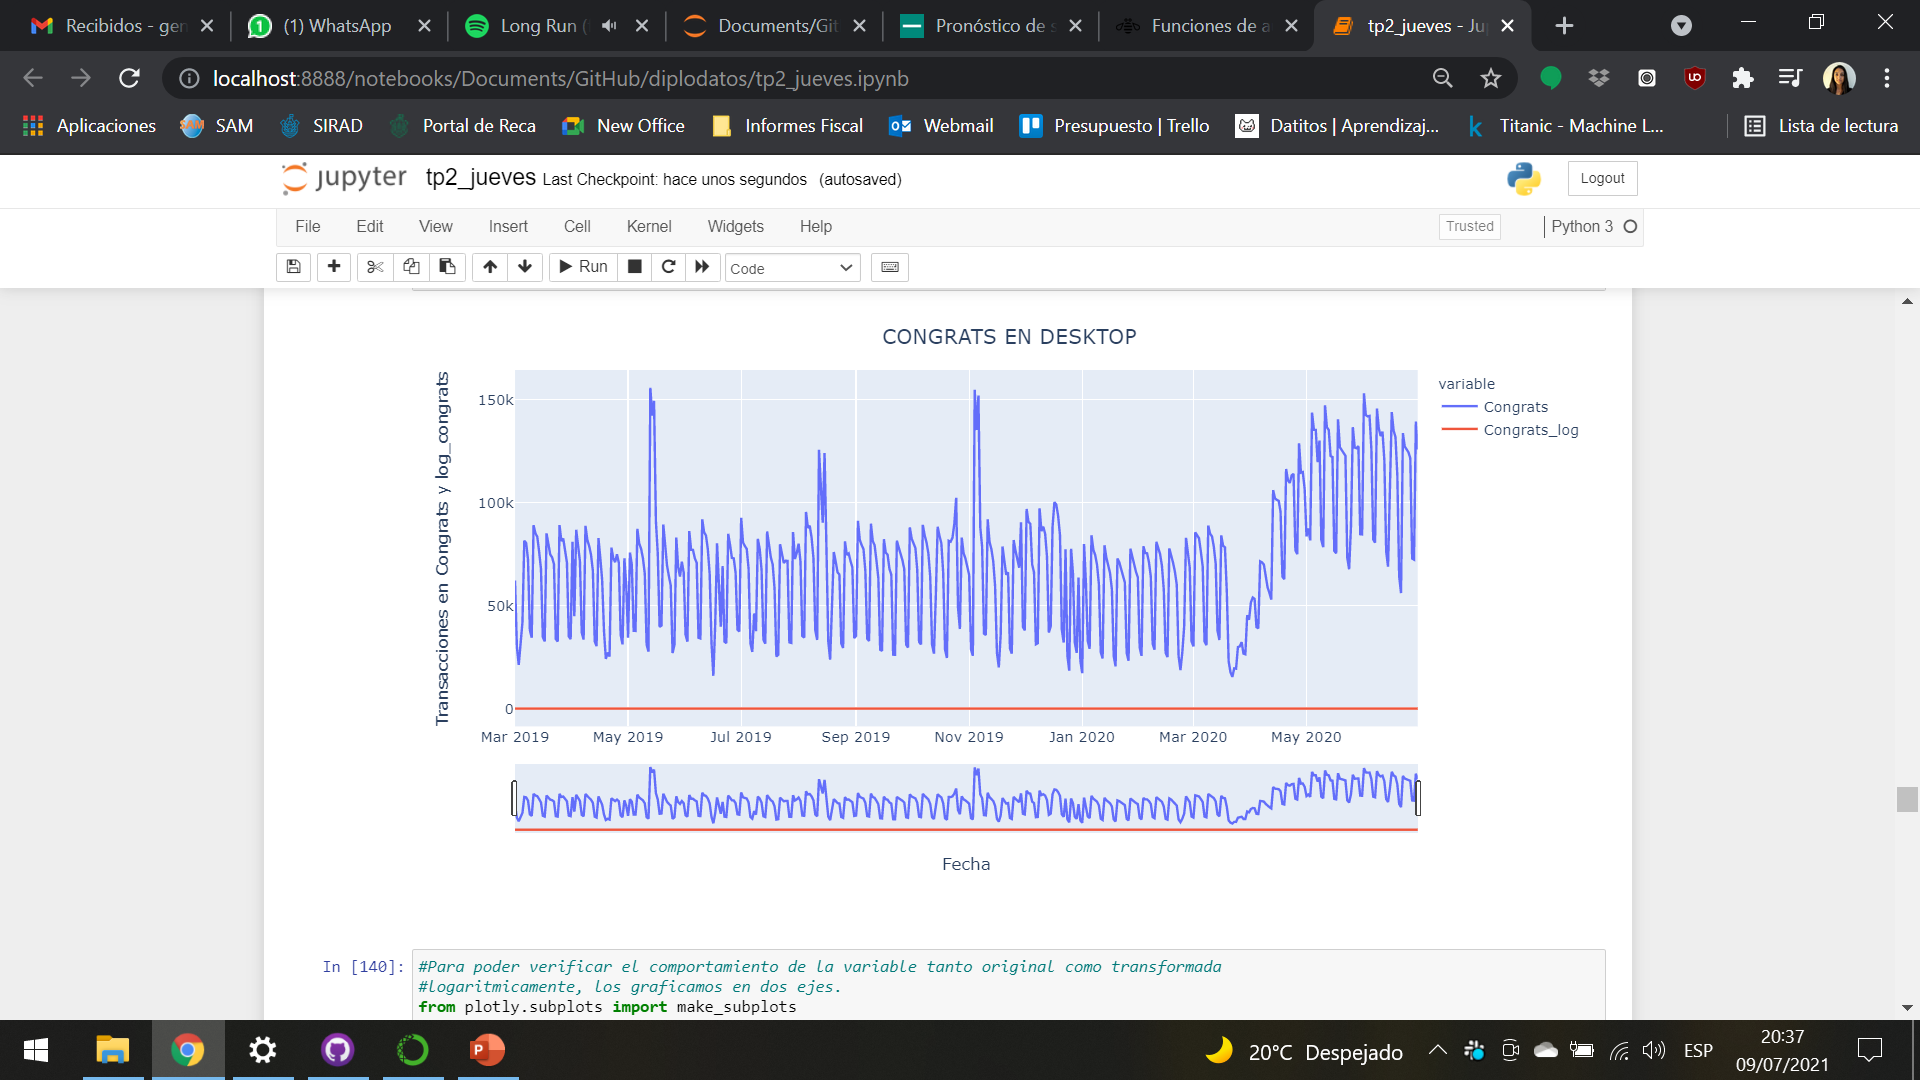 Recibidos - ger
(1) WhatsApp
Long Run (
Documents/Git
Pronóstico de s
Funciones de a
tp2_jueves - Ju
localhost:8888/notebooks/Documents/GitHub/diplodatos/tp2_jueves.ipynb
Aplicaciones
SAM
SIRAD
Portal de Reca
New Office
Informes Fiscal
Webmail
Presupuesto | Trello
Datitos | Aprendizaj...
Titanic - Machine L...
Lista de lectura
jupyter
tp2_jueves Last Checkpoint: hace unos segundos (autosaved)
Logout
File
Edit
View
Insert
Cell
Kernel
Widgets
Help
Trusted
Python 3
Run
Code
CONGRATS EN DESKTOP
Transacciones en Congrats y log_congrats
150k
100k
50k
0
Mar 2019
May 2019
Jul 2019
Sep 2019
Nov 2019
Jan 2020
Mar 2020
May 2020
variable
Congrats
Congrats_log
Fecha
In [140]:
#Para poder verificar el comportamiento de la variable tanto original como transformada
#logaritmicamente, los graficamos en dos ejes.
from plotly.subplots import make_subplots
20°C Despejado
ESP
20:37
09/07/2021